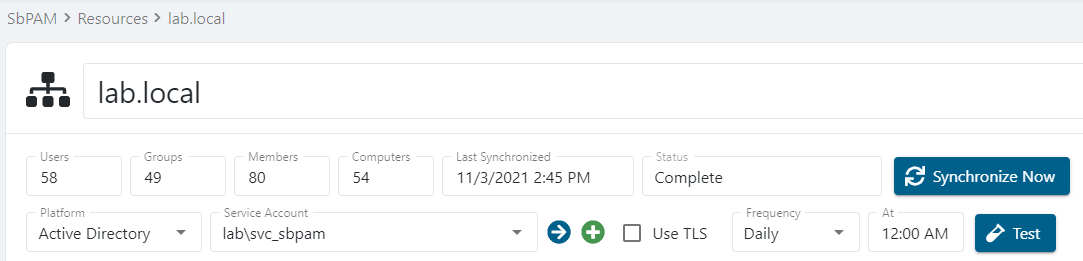 SbPAM > Resources > lab.local
lab.local
Users Groups Members Computers Last Synchronized Status
58 49 80 54 11/3/2021 2:45 PM Complete Synchronize Now
Platform Service Account Frequency At
Active Directory lab\svc_sbpam Use TLS Daily 12:00 AM Test